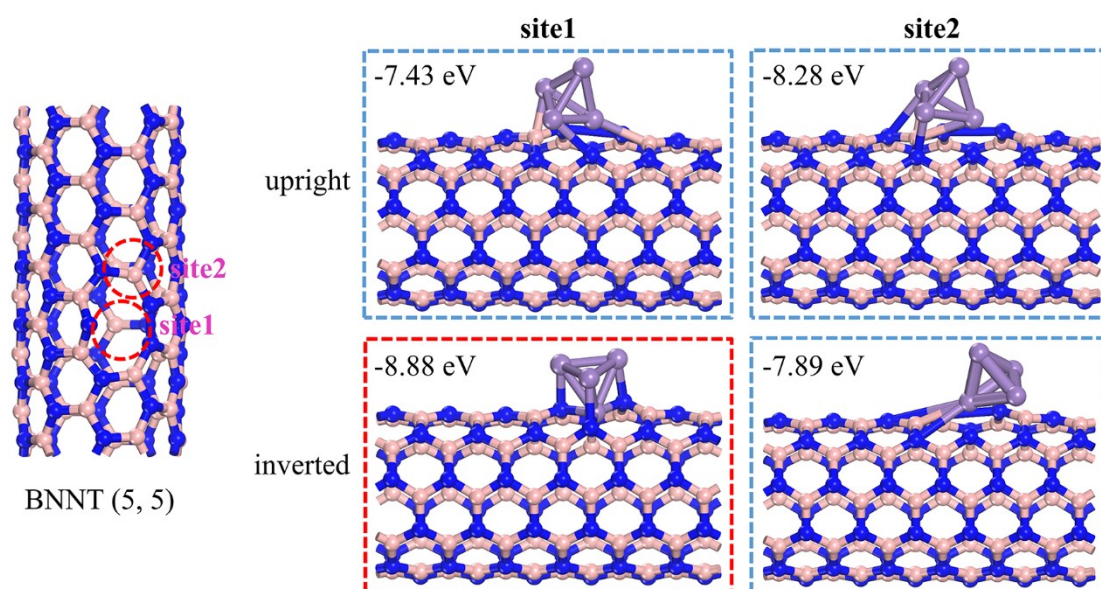 site1
site2
-7.43 eV
-8.28 eV
upright
site2
site1
-8.88 eV
-7.89 eV
inverted
BNNT (5, 5)